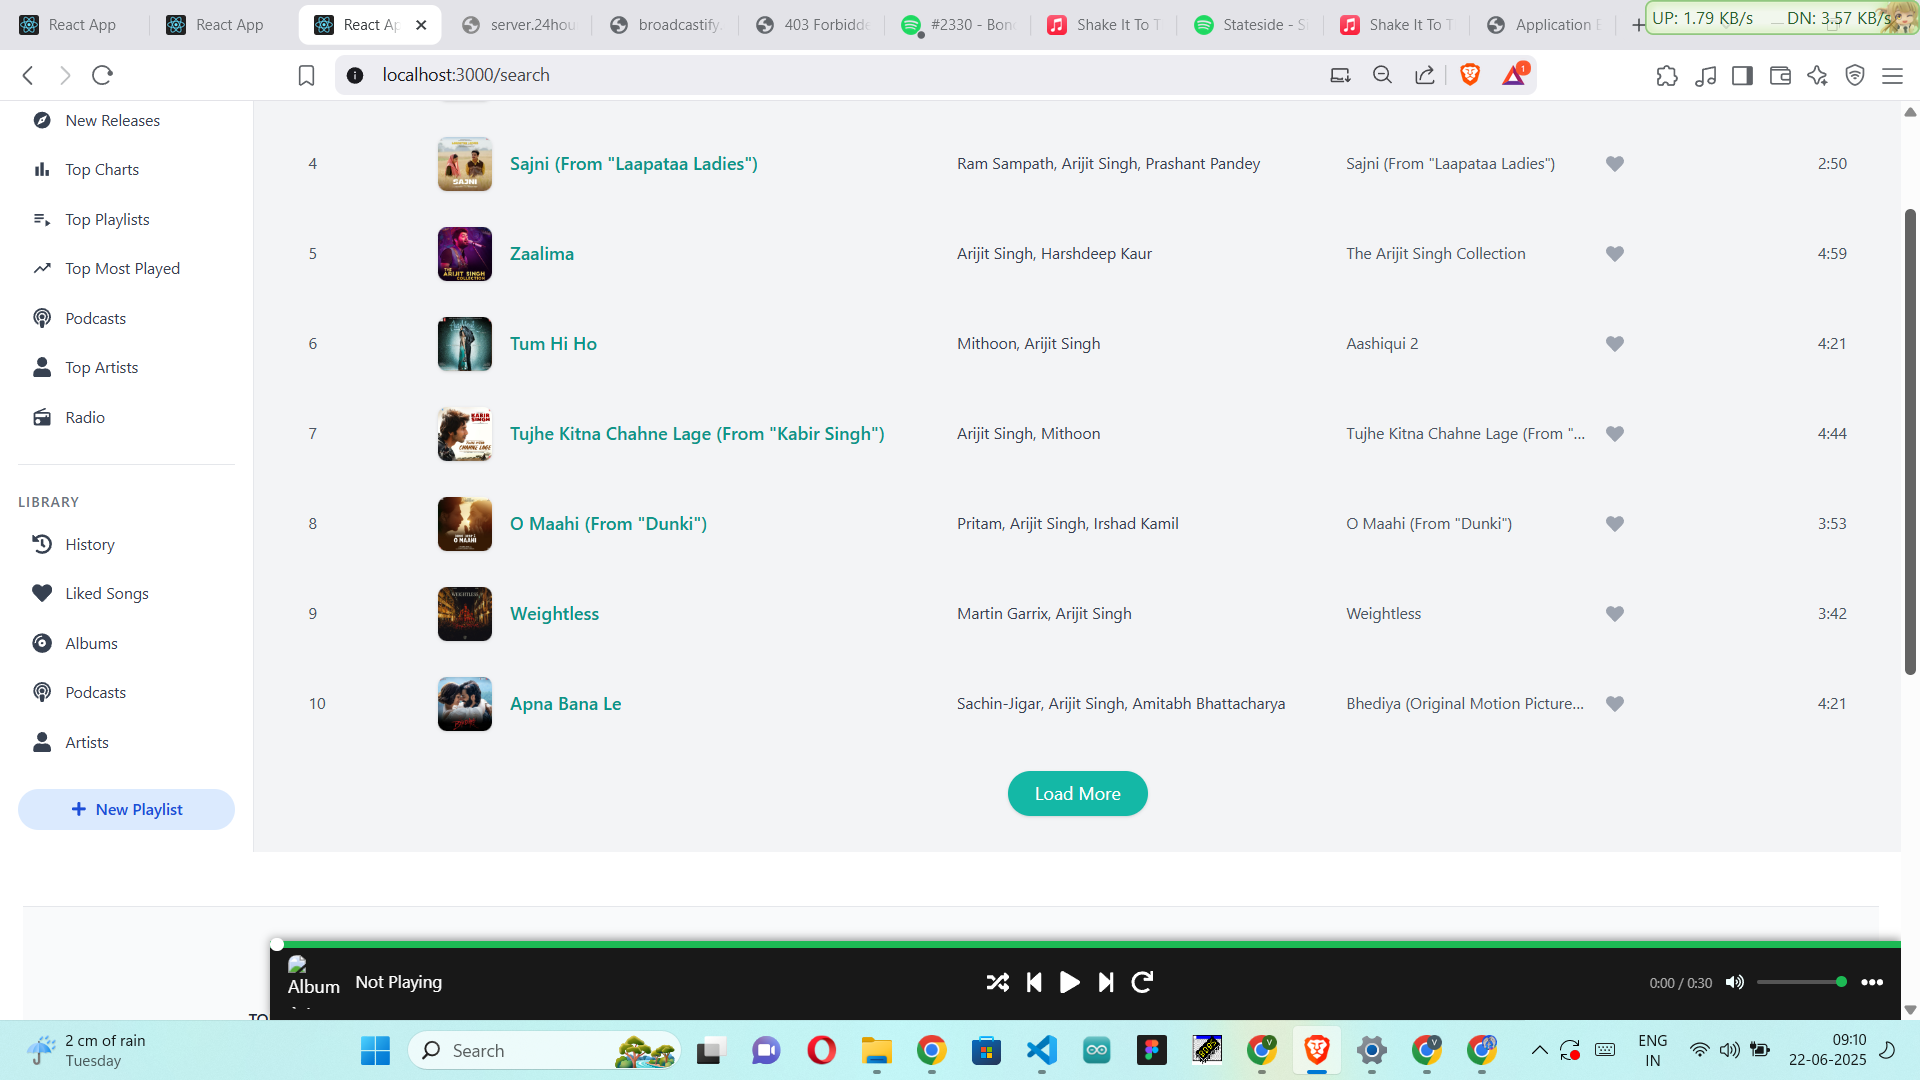 React App
React App
React Ap
server.24hou
broadcastify.
403 Forbidde
#2330 - Bon
Shake It To T
Stateside - S
Shake It To T
Application E
UP: 1.79 KB/s DN: 3.57 KB/s
localhost:3000/search
1
New Releases
Top Charts
Top Playlists
Top Most Played
Podcasts
Top Artists
Radio
LIBRARY
History
Liked Songs
Albums
Podcasts
Artists
New Playlist
4 Sajni (From "Laapataa Ladies") Ram Sampath, Arijit Singh, Prashant Pandey Sajni (From "Laapataa Ladies") 2:50
5 Zaalima Arijit Singh, Harshdeep Kaur The Arijit Singh Collection 4:59
6 Tum Hi Ho Mithoon, Arijit Singh Aashiqui 2 4:21
7 Tujhe Kitna Chahne Lage (From "Kabir Singh") Arijit Singh, Mithoon Tujhe Kitna Chahne Lage (From "... 4:44
8 O Maahi (From "Dunki") Pritam, Arijit Singh, Irshad Kamil O Maahi (From "Dunki") 3:53
9 Weightless Martin Garrix, Arijit Singh Weightless 3:42
10 Apna Bana Le Sachin-Jigar, Arijit Singh, Amitabh Bhattacharya Bhediya (Original Motion Picture... 4:21
Load More
Album
Not Playing
0:00 / 0:30
2 cm of rain
Tuesday
Search
ENG
IN
09:10
22-06-2025